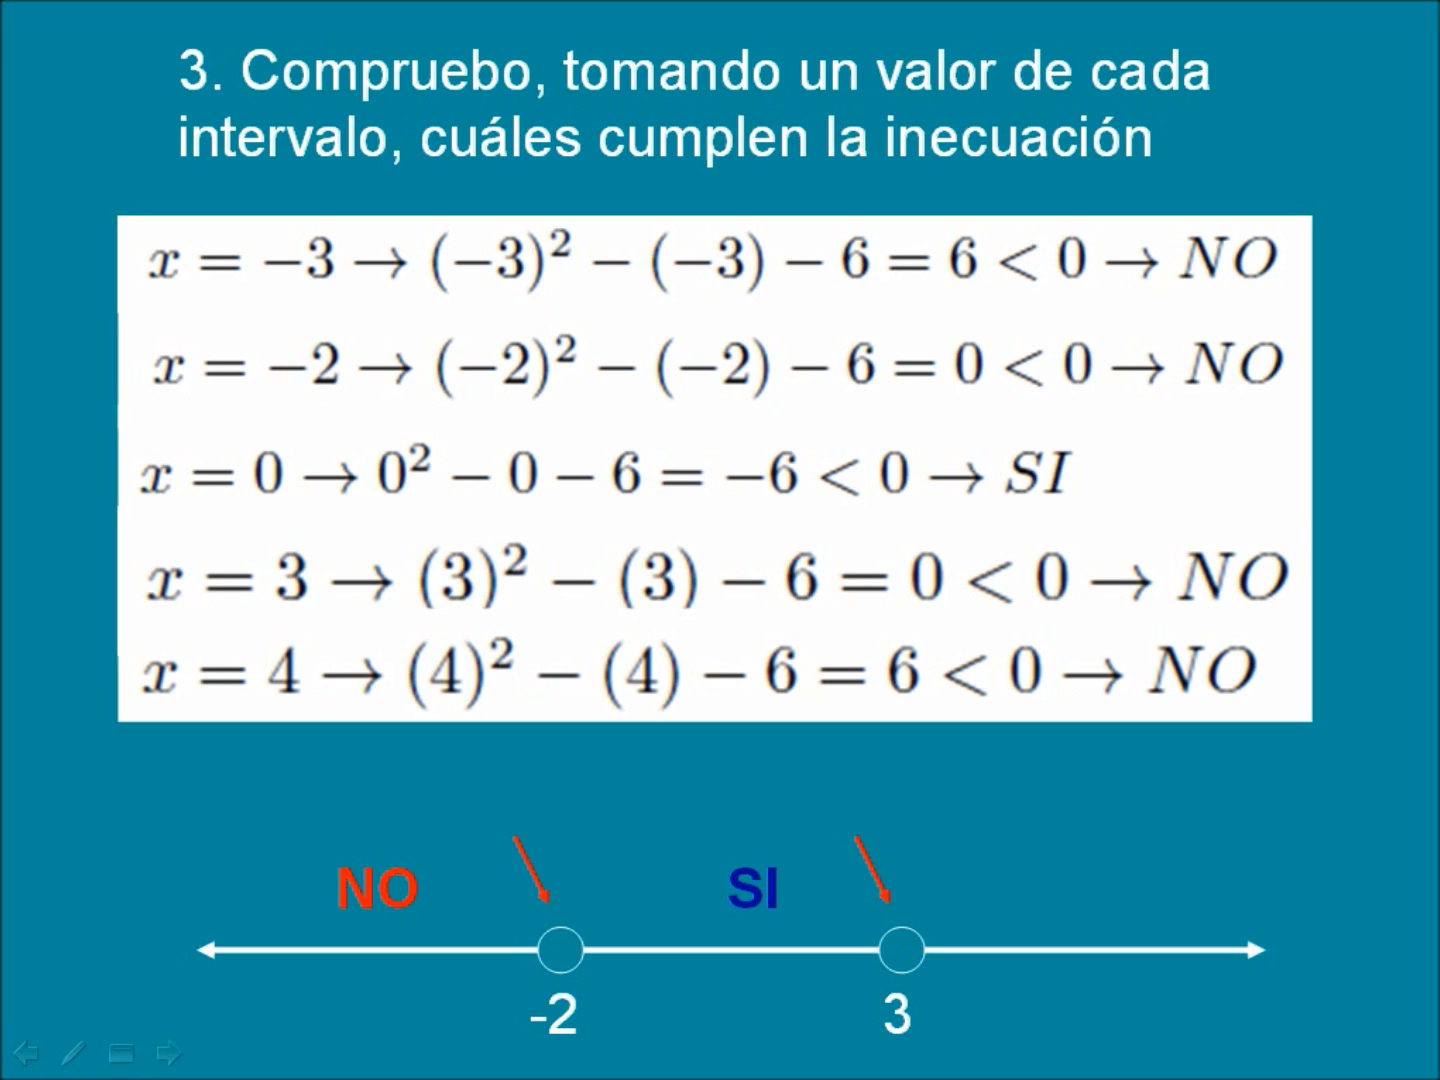 3. Compruebo, tomando un valor de cada
intervalo, cuáles cumplen la inecuación
x = −3 → (−3)² − (−3) − 6 = 6 < 0 → NO
x = −2 → (−2)² − (−2) − 6 = 0 < 0 → NO
x = 0 → 0² − 0 − 6 = −6 < 0 → SI
x = 3 → (3)² − (3) − 6 = 0 < 0 → NO
x = 4 → (4)² − (4) − 6 = 6 < 0 → NO
NO SI
-2 3